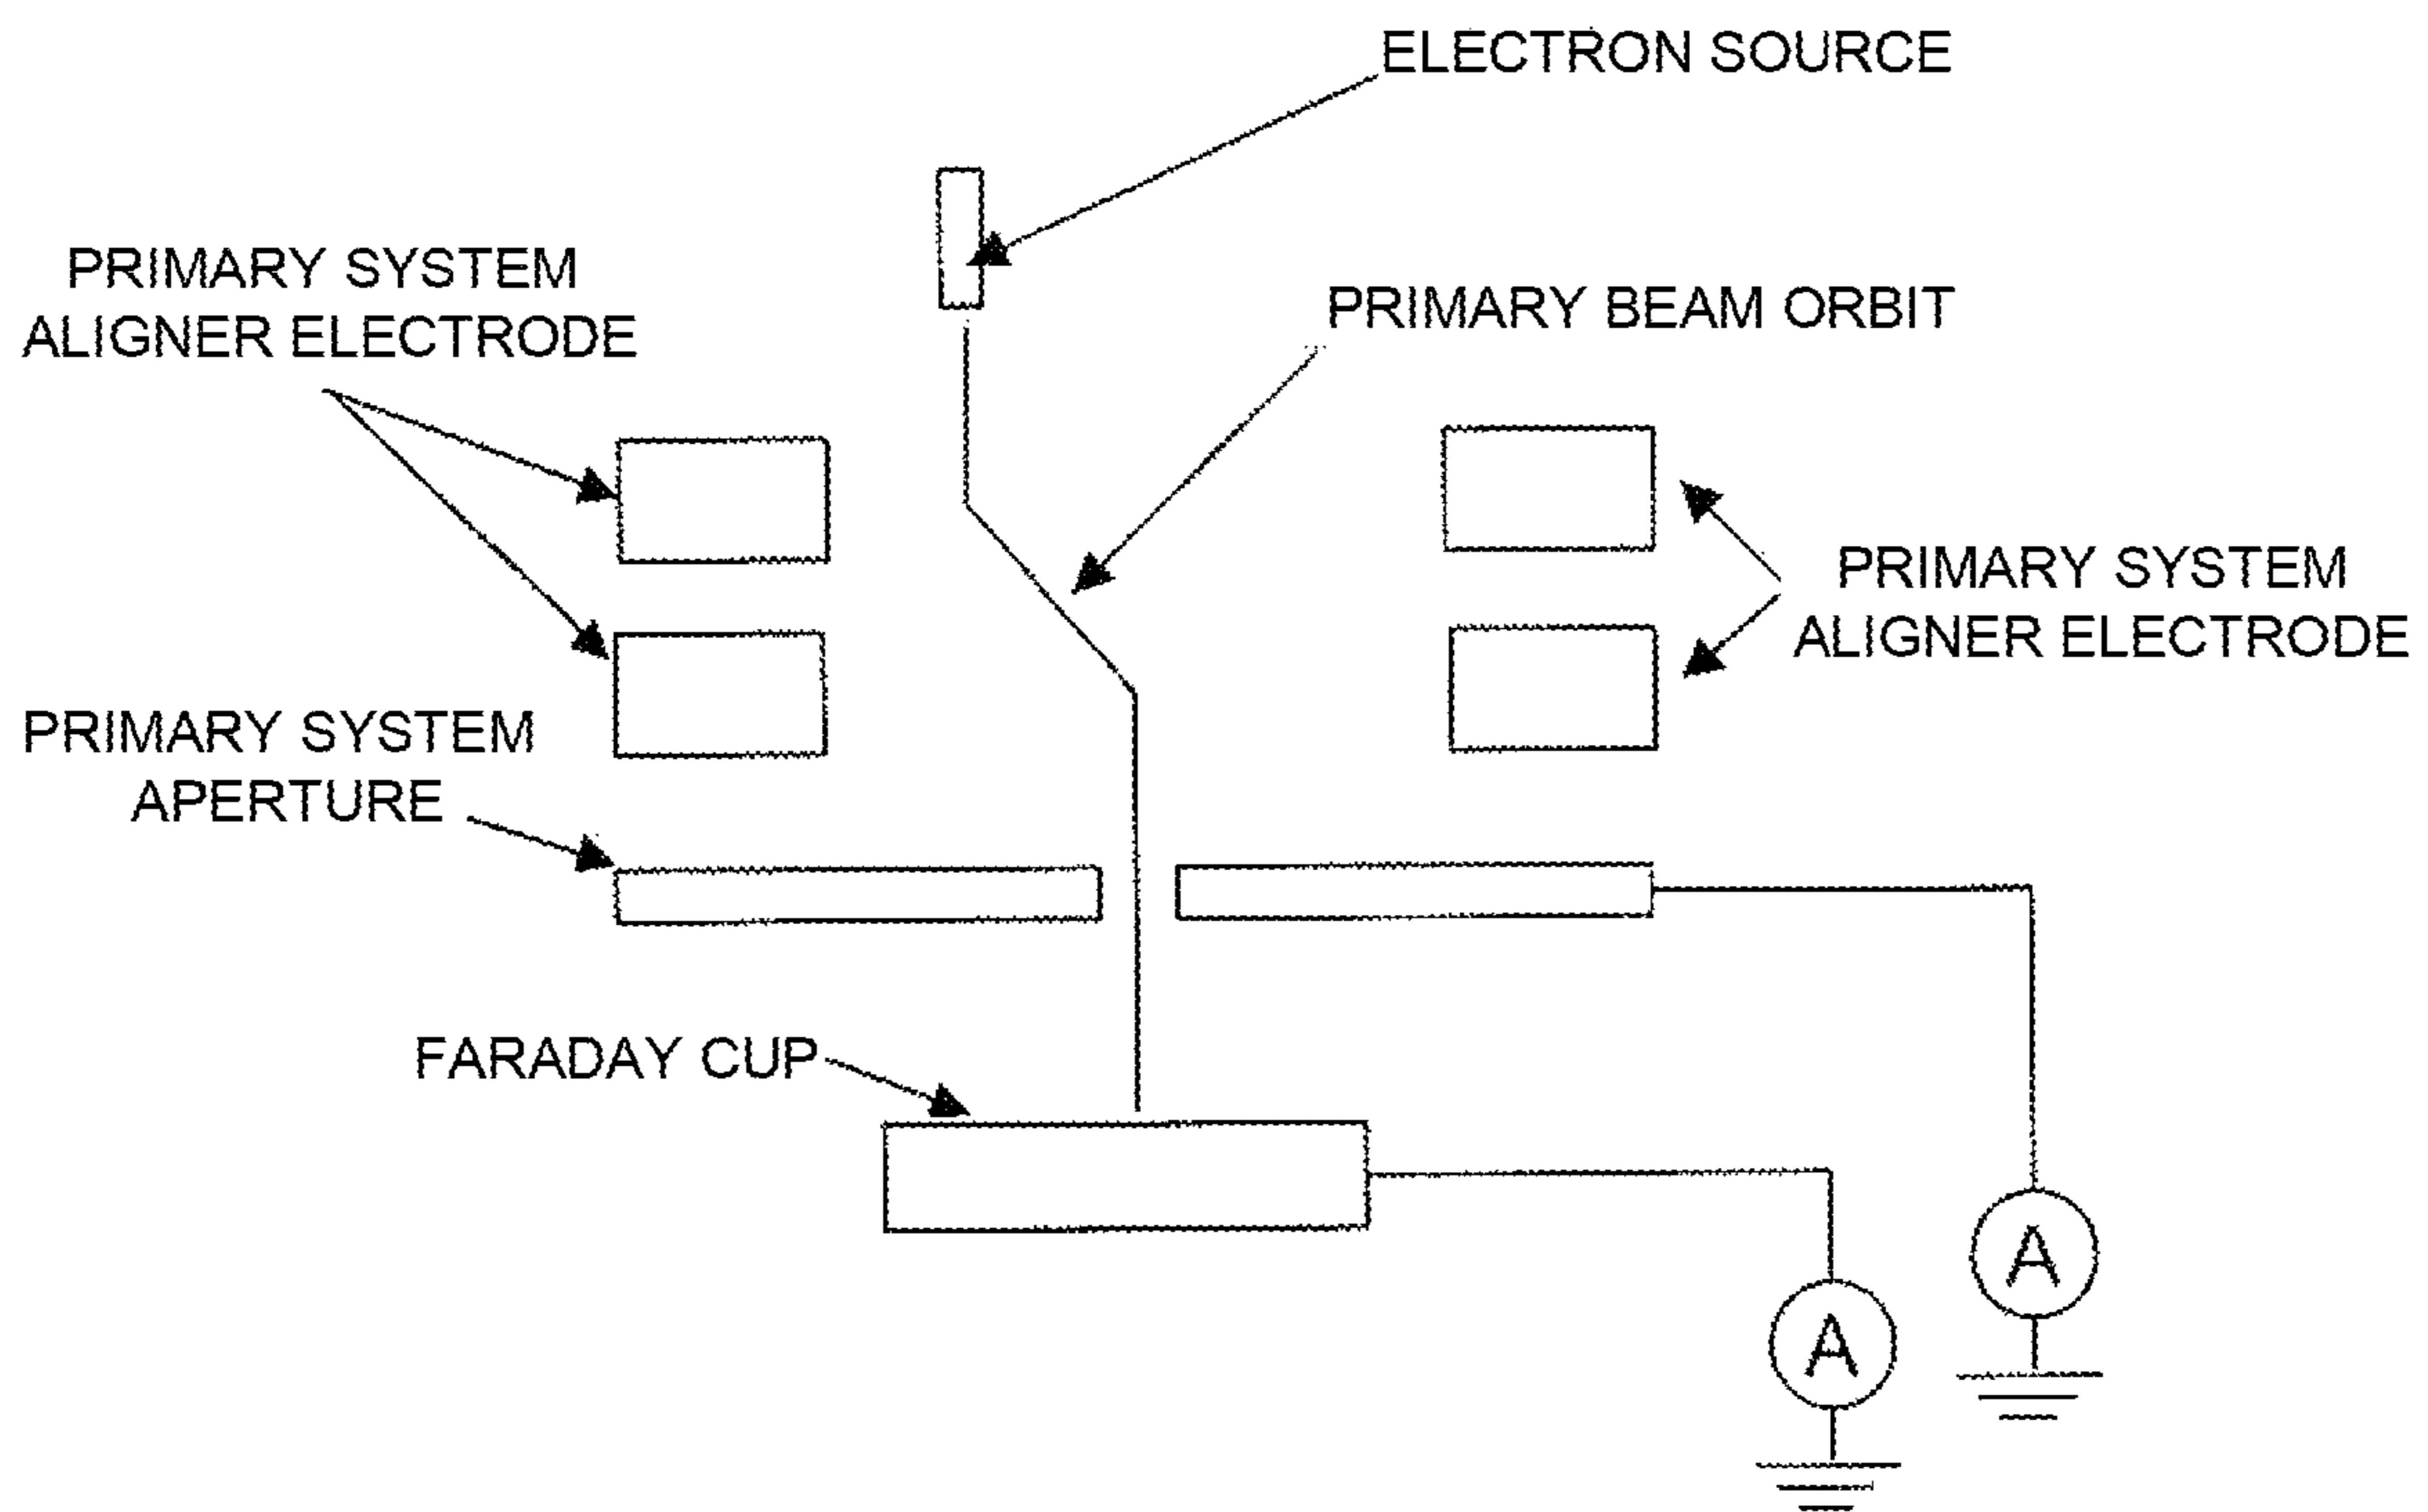 ELECTRON SOURCE
PRIMARY SYSTEM
ALIGNER ELECTRODE
PRIMARY BEAM ORBIT
PRIMARY SYSTEM
ALIGNER ELECTRODE
PRIMARY SYSTEM
APERTURE
FARADAY CUP
A
A